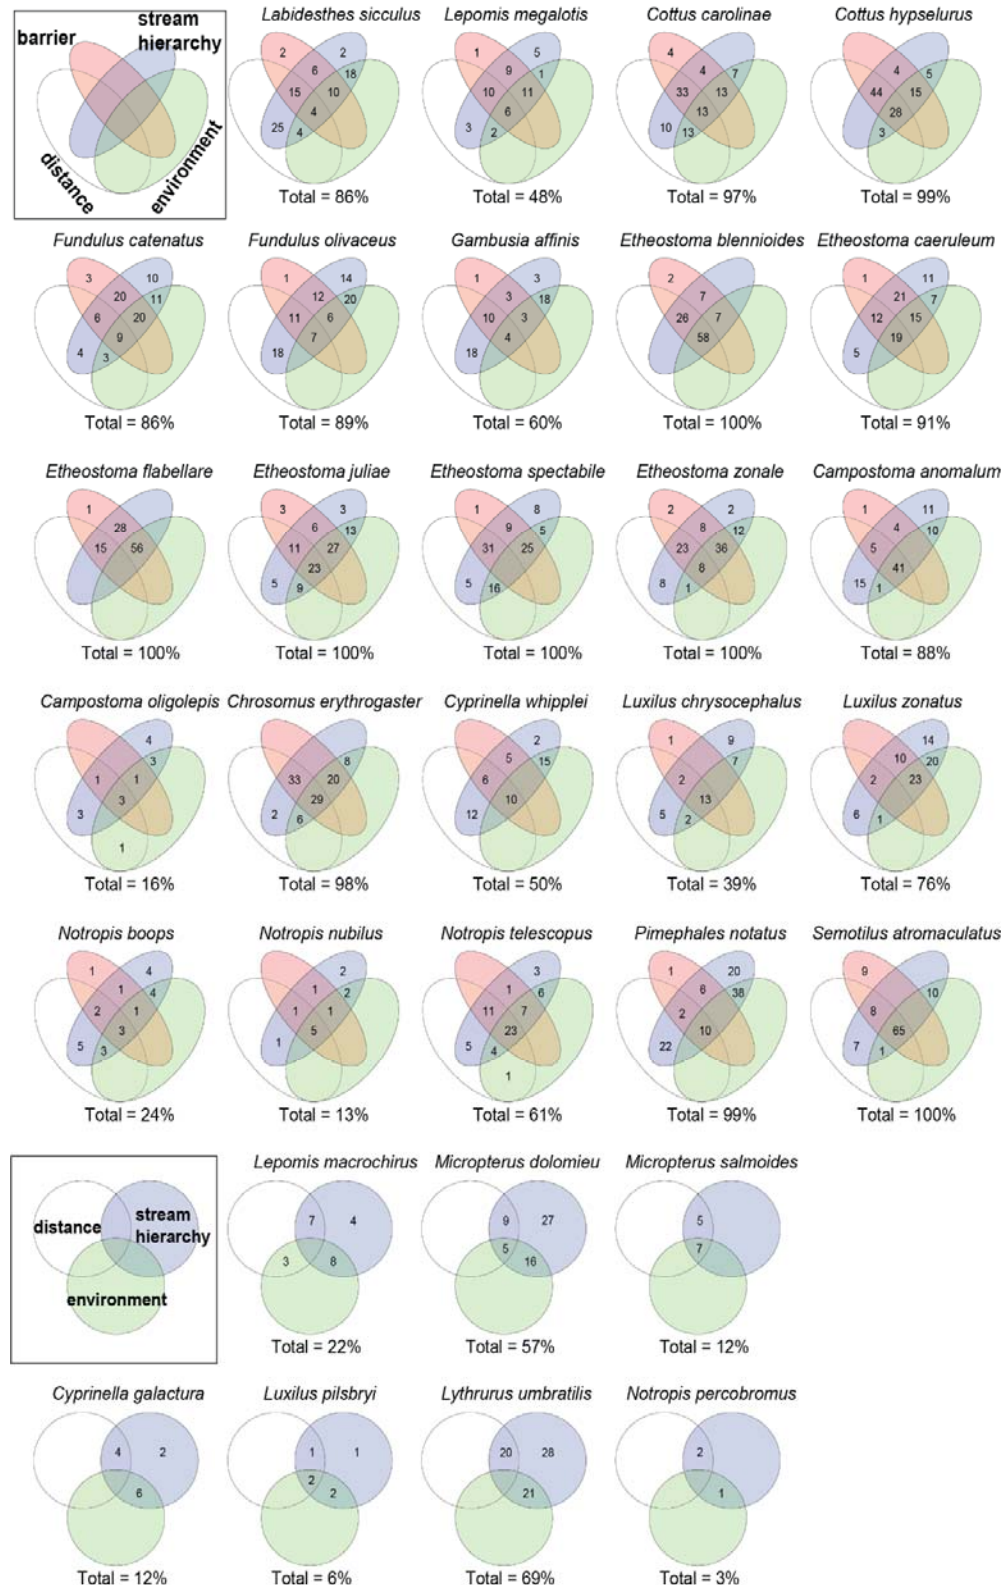 barrier
stream
hierarchy
distance
environment
Labidesthes sicculus
2 2
6 18
15 10
4
25 4
Total = 86%
Lepomis megalotis
1 5
9 1
10 11
6
3 2
Total = 48%
Cottus carolinae
4
4 7
33 13
13
10 13
Total = 97%
Cottus hypselurus
4 5
44 15
28
3
Total = 99%
Fundulus catenatus
3 10
20 11
6 20
9
4 3
Total = 86%
Fundulus olivaceus
1 14
12 20
11 6
7
18
Total = 89%
Gambusia affinis
1 3
3 18
10 3
4
18
Total = 60%
Etheostoma blennioides
2
7
26 7
58
Total = 100%
Etheostoma caeruleum
1 11
21 7
12 15
19
5
Total = 91%
Etheostoma flabellare
1
28
15 56
Total = 100%
Etheostoma juliae
3 3
6 13
11 27
23
5 9
Total = 100%
Etheostoma spectabile
1 8
9 5
31 25
5 16
Total = 100%
Etheostoma zonale
2 2
8 12
23 36
8
8 1
Total = 100%
Campostoma anomalum
1 11
4 10
5
41
15 1
Total = 88%
Campostoma oligolepis
4
3
1 1
3
3
1
Total = 16%
Chrosomus erythrogaster
8
33 20
29
2 6
Total = 98%
Cyprinella whipplei
2
5 15
6
10
12
Total = 50%
Luxilus chrysocephalus
1 9
7
2
13
5 2
Total = 39%
Luxilus zonatus
14
10 20
2 23
6 1
Total = 76%
Notropis boops
1 4
1 4
2 1
3
5 3
Total = 24%
Notropis nubilus
2
1 2
1 1
5
1
Total = 13%
Notropis telescopus
3
1 6
11 7
23
5 4
1
Total = 61%
Pimephales notatus
1 20
6 38
2
10
22
Total = 99%
Semotilus atromaculatus
9
10
8
65
7 1
Total = 100%
distance
stream
hierarchy
environment
Lepomis macrochirus
7 4
3 8
Total = 22%
Micropterus dolomieu
9 27
5
16
Total = 57%
Micropterus salmoides
5
7
Total = 12%
Cyprinella galactura
4 2
6
Total = 12%
Luxilus pilsbryi
1 1
2
2
Total = 6%
Lythrurus umbratilis
20 28
21
Total = 69%
Notropis percobromus
2
1
Total = 3%